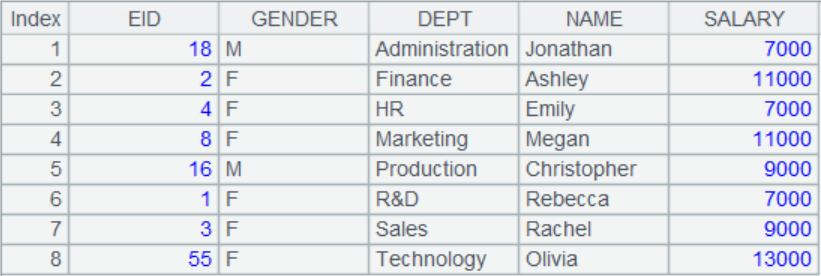 Index EID GENDER DEPT NAME SALARY
1 18 M Administration Jonathan 7000
2 2 F Finance Ashley 11000
3 4 F HR Emily 7000
4 8 F Marketing Megan 11000
5 16 M Production Christopher 9000
6 1 F R&D Rebecca 7000
7 3 F Sales Rachel 9000
8 55 F Technology Olivia 13000